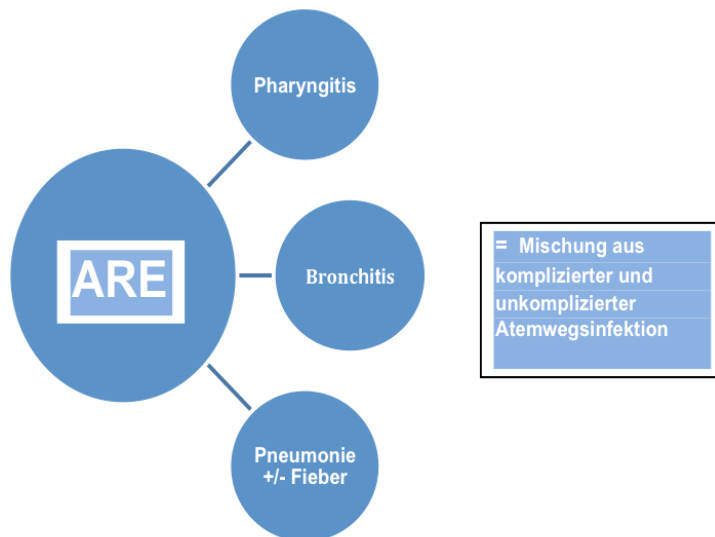 Pharyngitis
ARE
Bronchitis
= Mischung aus
komplizierter und
unkomplizierter
Atemwegsinfektion
Pneumonie
+/- Fieber